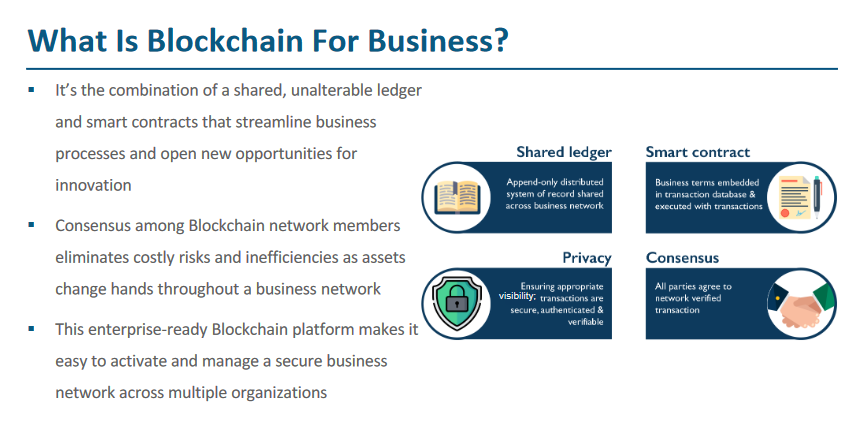 What Is Blockchain For Business?
▪ It's the combination of a shared, unalterable ledger
and smart contracts that streamline business
processes and open new opportunities for
innovation
▪ Consensus among Blockchain network members
eliminates costly risks and inefficiencies as assets
change hands throughout a business network
▪ This enterprise-ready Blockchain platform makes it
easy to activate and manage a secure business
network across multiple organizations
Shared ledger
Append-only distributed
system of record shared
across business network
Smart contract
Business terms embedded
in transaction database &
executed with transactions
Privacy
Ensuring appropriate
visibility; transactions are
secure, authenticated &
verifiable
Consensus
All parties agree to
network verified
transaction